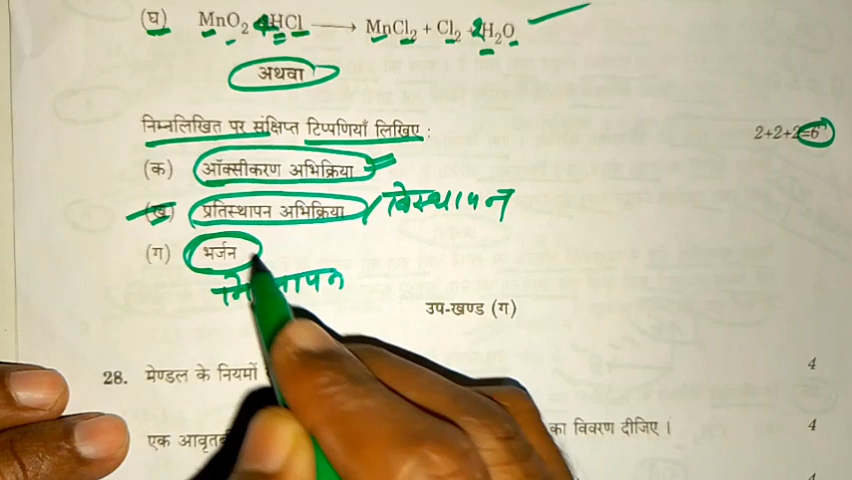 (घ) MnO2 4HCl → MnCl2 + Cl2 + 2H2O
अथवा
निम्नलिखित पर संक्षिप्त टिप्पणियाँ लिखिए : 2+2+2=6
(क) ऑक्सीकरण अभिक्रिया
(ख) प्रतिस्थापन अभिक्रिया / विस्थापन
(ग) भर्जन
उप-खण्ड (ग)
28. मेण्डल के नियमों 4
एक का विवरण दीजिए । 4